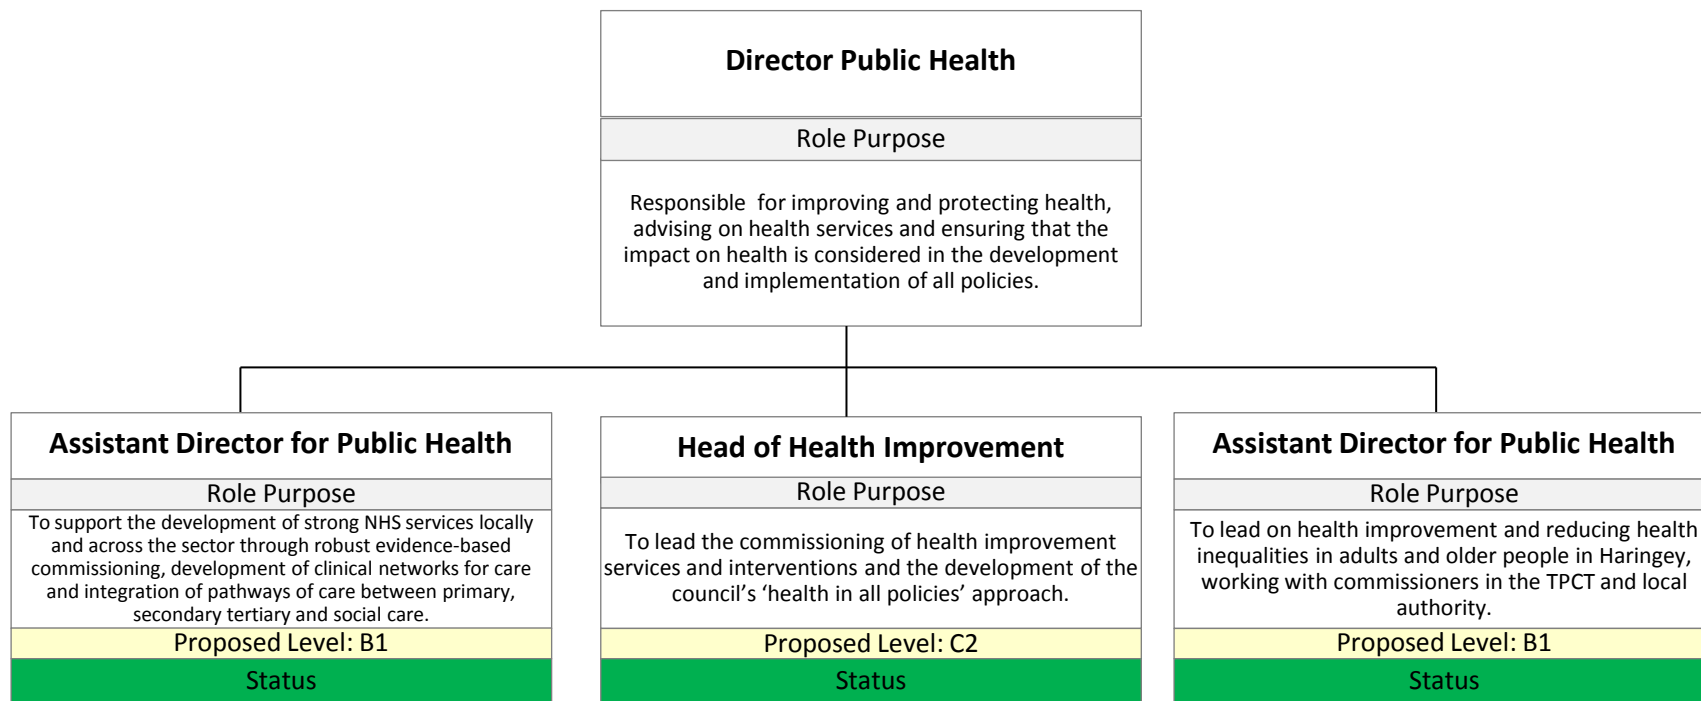 Director Public Health
Role Purpose
Responsible  for improving and protecting health,
advising on health services and ensuring that the
impact on health is considered in the development
and implementation of all policies.
Assistant Director for Public Health
Role Purpose
To support the development of strong NHS services locally
and across the sector through robust evidence-based
commissioning, development of clinical networks for care
and integration of pathways of care between primary,
secondary tertiary and social care.
Proposed Level: B1
Status
Head of Health Improvement
Role Purpose
To lead the commissioning of health improvement
services and interventions and the development of the
council’s ‘health in all policies’ approach.
Proposed Level: C2
Status
Assistant Director for Public Health
Role Purpose
To lead on health improvement and reducing health
inequalities in adults and older people in Haringey,
working with commissioners in the TPCT and local
authority.
Proposed Level: B1
Status